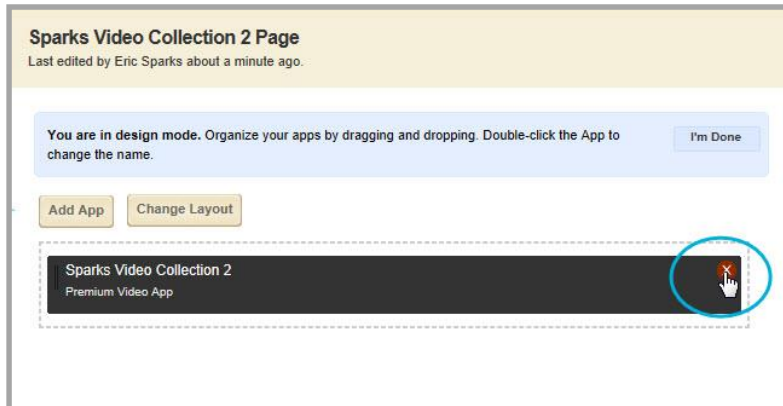 Sparks Video Collection 2 Page
Last edited by Eric Sparks about a minute ago.
You are in design mode. Organize your apps by dragging and dropping. Double-click the App to
change the name.
I'm Done
Add App
Change Layout
Sparks Video Collection 2
Premium Video App
X